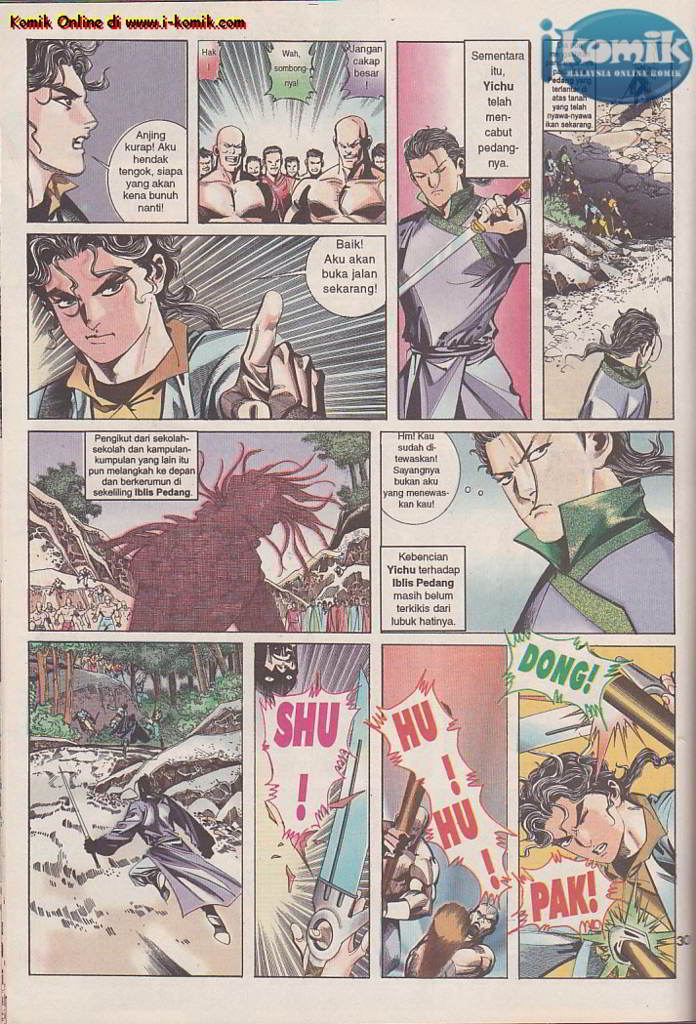 Komik Online di www.i-komik.com
ikomik
MALAYSIA ONLINE KOMIK
Anjing
kurap! Aku
hendak
tengok, siapa
yang akan
kena bunuh
nanti!
Hak
!
Wah,
sombong-
nya!
Jangan
cakap
besar
!
Sementara
itu,
Yichu
telah
men-
cabut
pedang-
nya.
Pedang yang
terlantar di
atas tanah
yang telah
nyawa-nyawa
ikan sekarang.
Baik!
Aku akan
buka jalan
sekarang!
Pengikut dari sekolah-
sekolah dan kampulan-
kumpulan yang lain itu
pun melangkah ke depan
dan berkerumun di
sekeliling Iblis Pedang.
Hm! Kau
sudah di-
tewaskan!
Sayangnya
bukan aku
yang menewas-
kan kau!
Kebencian
Yichu terhadap
Iblis Pedang
masih belum
terkikis dari
lubuk hatinya.
SHU
!
HU
!
HU
!
DONG!
PAK!
30